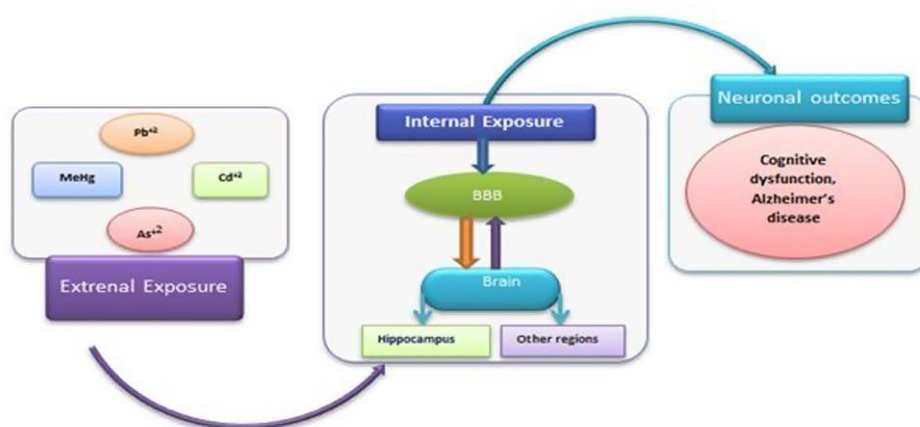 Pb+2
MeHg
Cd+2
As+2
Extrenal Exposure
Internal Exposure
BBB
Brain
Hippocampus
Other regions
Neuronal outcomes
Cognitive
dysfunction,
Alzheimer's
disease